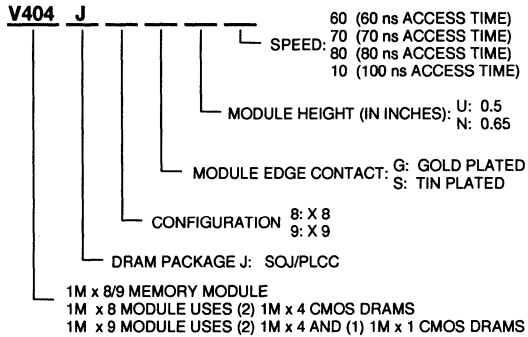 V404 J
SPEED: 60 (60 ns ACCESS TIME)
70 (70 ns ACCESS TIME)
80 (80 ns ACCESS TIME)
10 (100 ns ACCESS TIME)
MODULE HEIGHT (IN INCHES): U: 0.5
N: 0.65
MODULE EDGE CONTACT: G: GOLD PLATED
S: TIN PLATED
CONFIGURATION 8: X 8
9: X 9
DRAM PACKAGE J: SOJ/PLCC
1M x 8/9 MEMORY MODULE
1M x 8 MODULE USES (2) 1M x 4 CMOS DRAMS
1M x 9 MODULE USES (2) 1M x 4 AND (1) 1M x 1 CMOS DRAMS